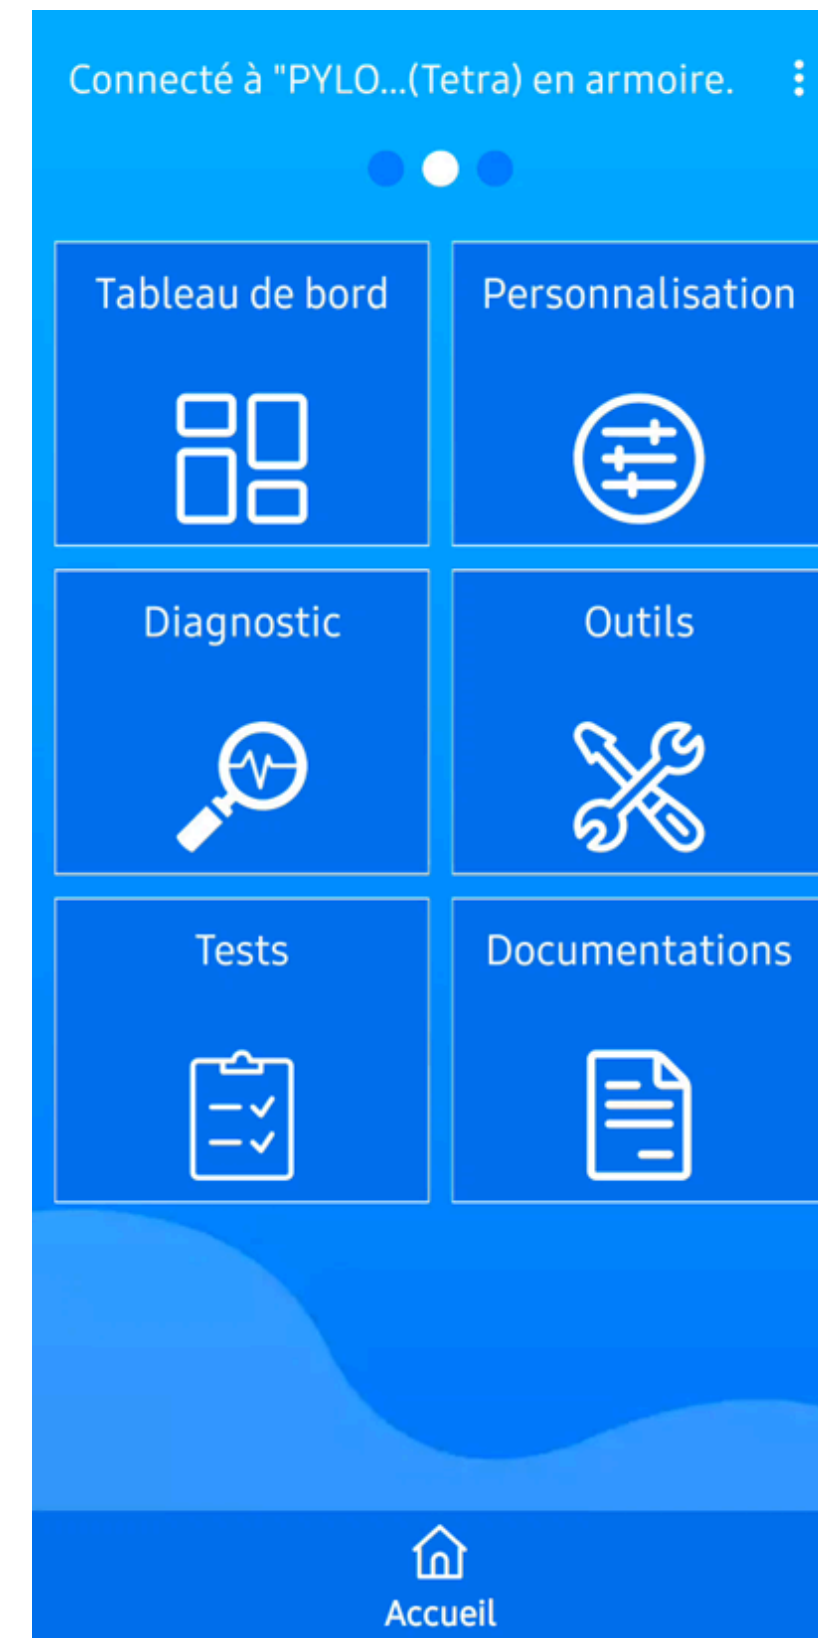 Connecté à "PYLO...(Tetra) en armoire.
Tableau de bord
Personnalisation
Diagnostic
Outils
Tests
Documentations
Accueil